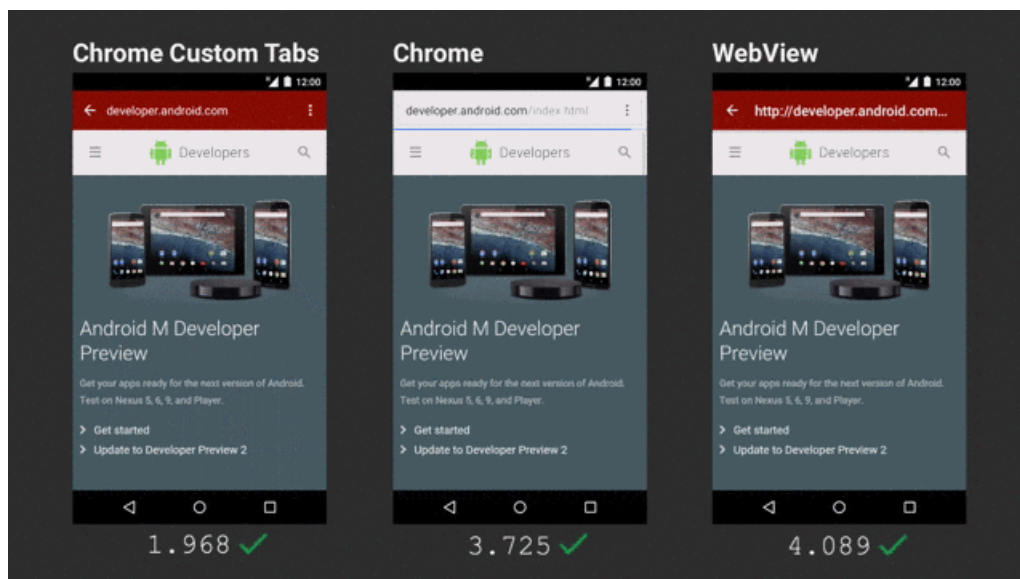 Chrome Custom Tabs
12:00
developer.android.com
Developers
Android M Developer
Preview
Get your apps ready for the next version of Android.
Test on Nexus 5, 6, 9, and Player.
Get started
Update to Developer Preview 2
1.968
Chrome
12:00
developer.android.com/index.html
Developers
Android M Developer
Preview
Get your apps ready for the next version of Android.
Test on Nexus 5, 6, 9, and Player.
Get started
Update to Developer Preview 2
3.725
WebView
12:00
http://developer.android.com...
Developers
Android M Developer
Preview
Get your apps ready for the next version of Android.
Test on Nexus 5, 6, 9, and Player.
Get started
Update to Developer Preview 2
4.089